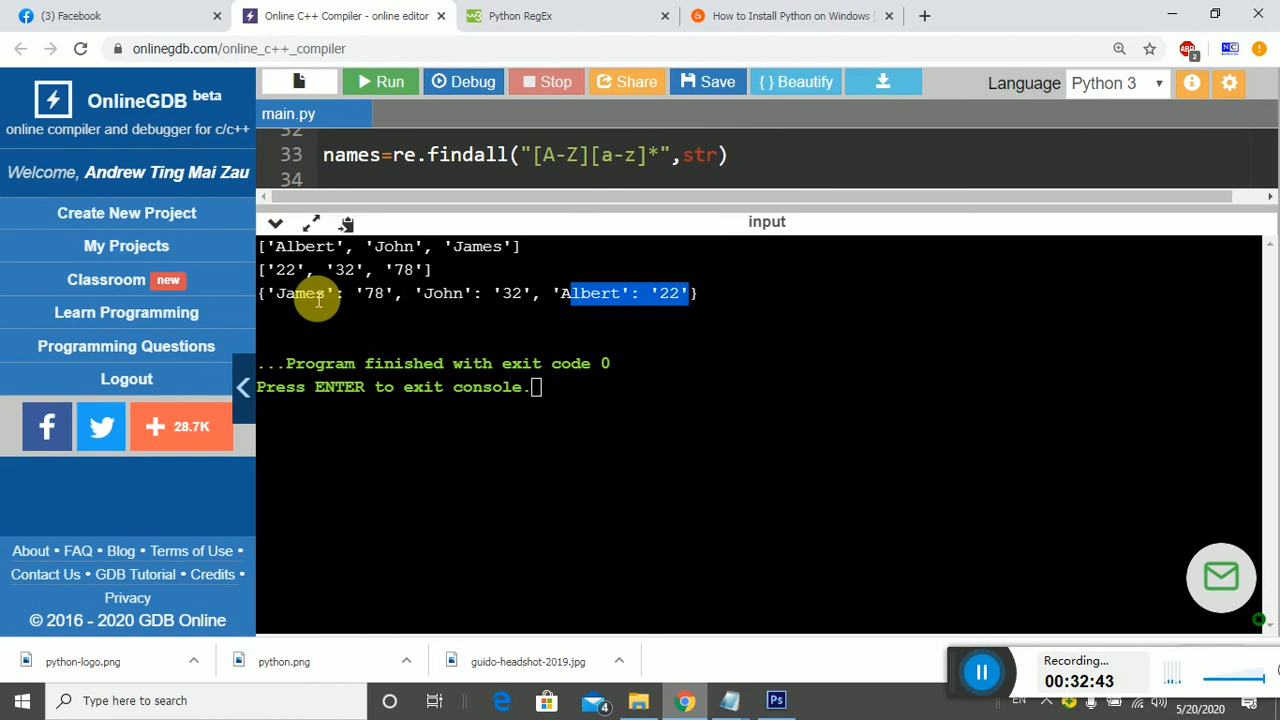 Facebook
Online C++ Compiler - online editor
Python RegEx
How to Install Python on Windows
onlinegdb.com/online_c++_compiler
2
OnlineGDB beta
online compiler and debugger for c/c++
Welcome, Andrew Ting Mai Zau
Create New Project
My Projects
Classroom new
Learn Programming
Programming Questions
Logout
28.7K
About • FAQ • Blog • Terms of Use •
Contact Us • GDB Tutorial • Credits •
Privacy
© 2016 - 2020 GDB Online
Run Debug Stop Share Save { } Beautify
Language Python 3
main.py
32
33 names=re.findall("[A-Z][a-z]*",str)
34
input
['Albert', 'John', 'James']
['22', '32', '78']
{'James': '78', 'John': '32', 'Albert': '22'}
...Program finished with exit code 0
Press ENTER to exit console.
python-logo.png
python.png
guido-headshot-2019.jpg
Recording...
00:32:43
Type here to search
4
Ps
EN
5/20/2020